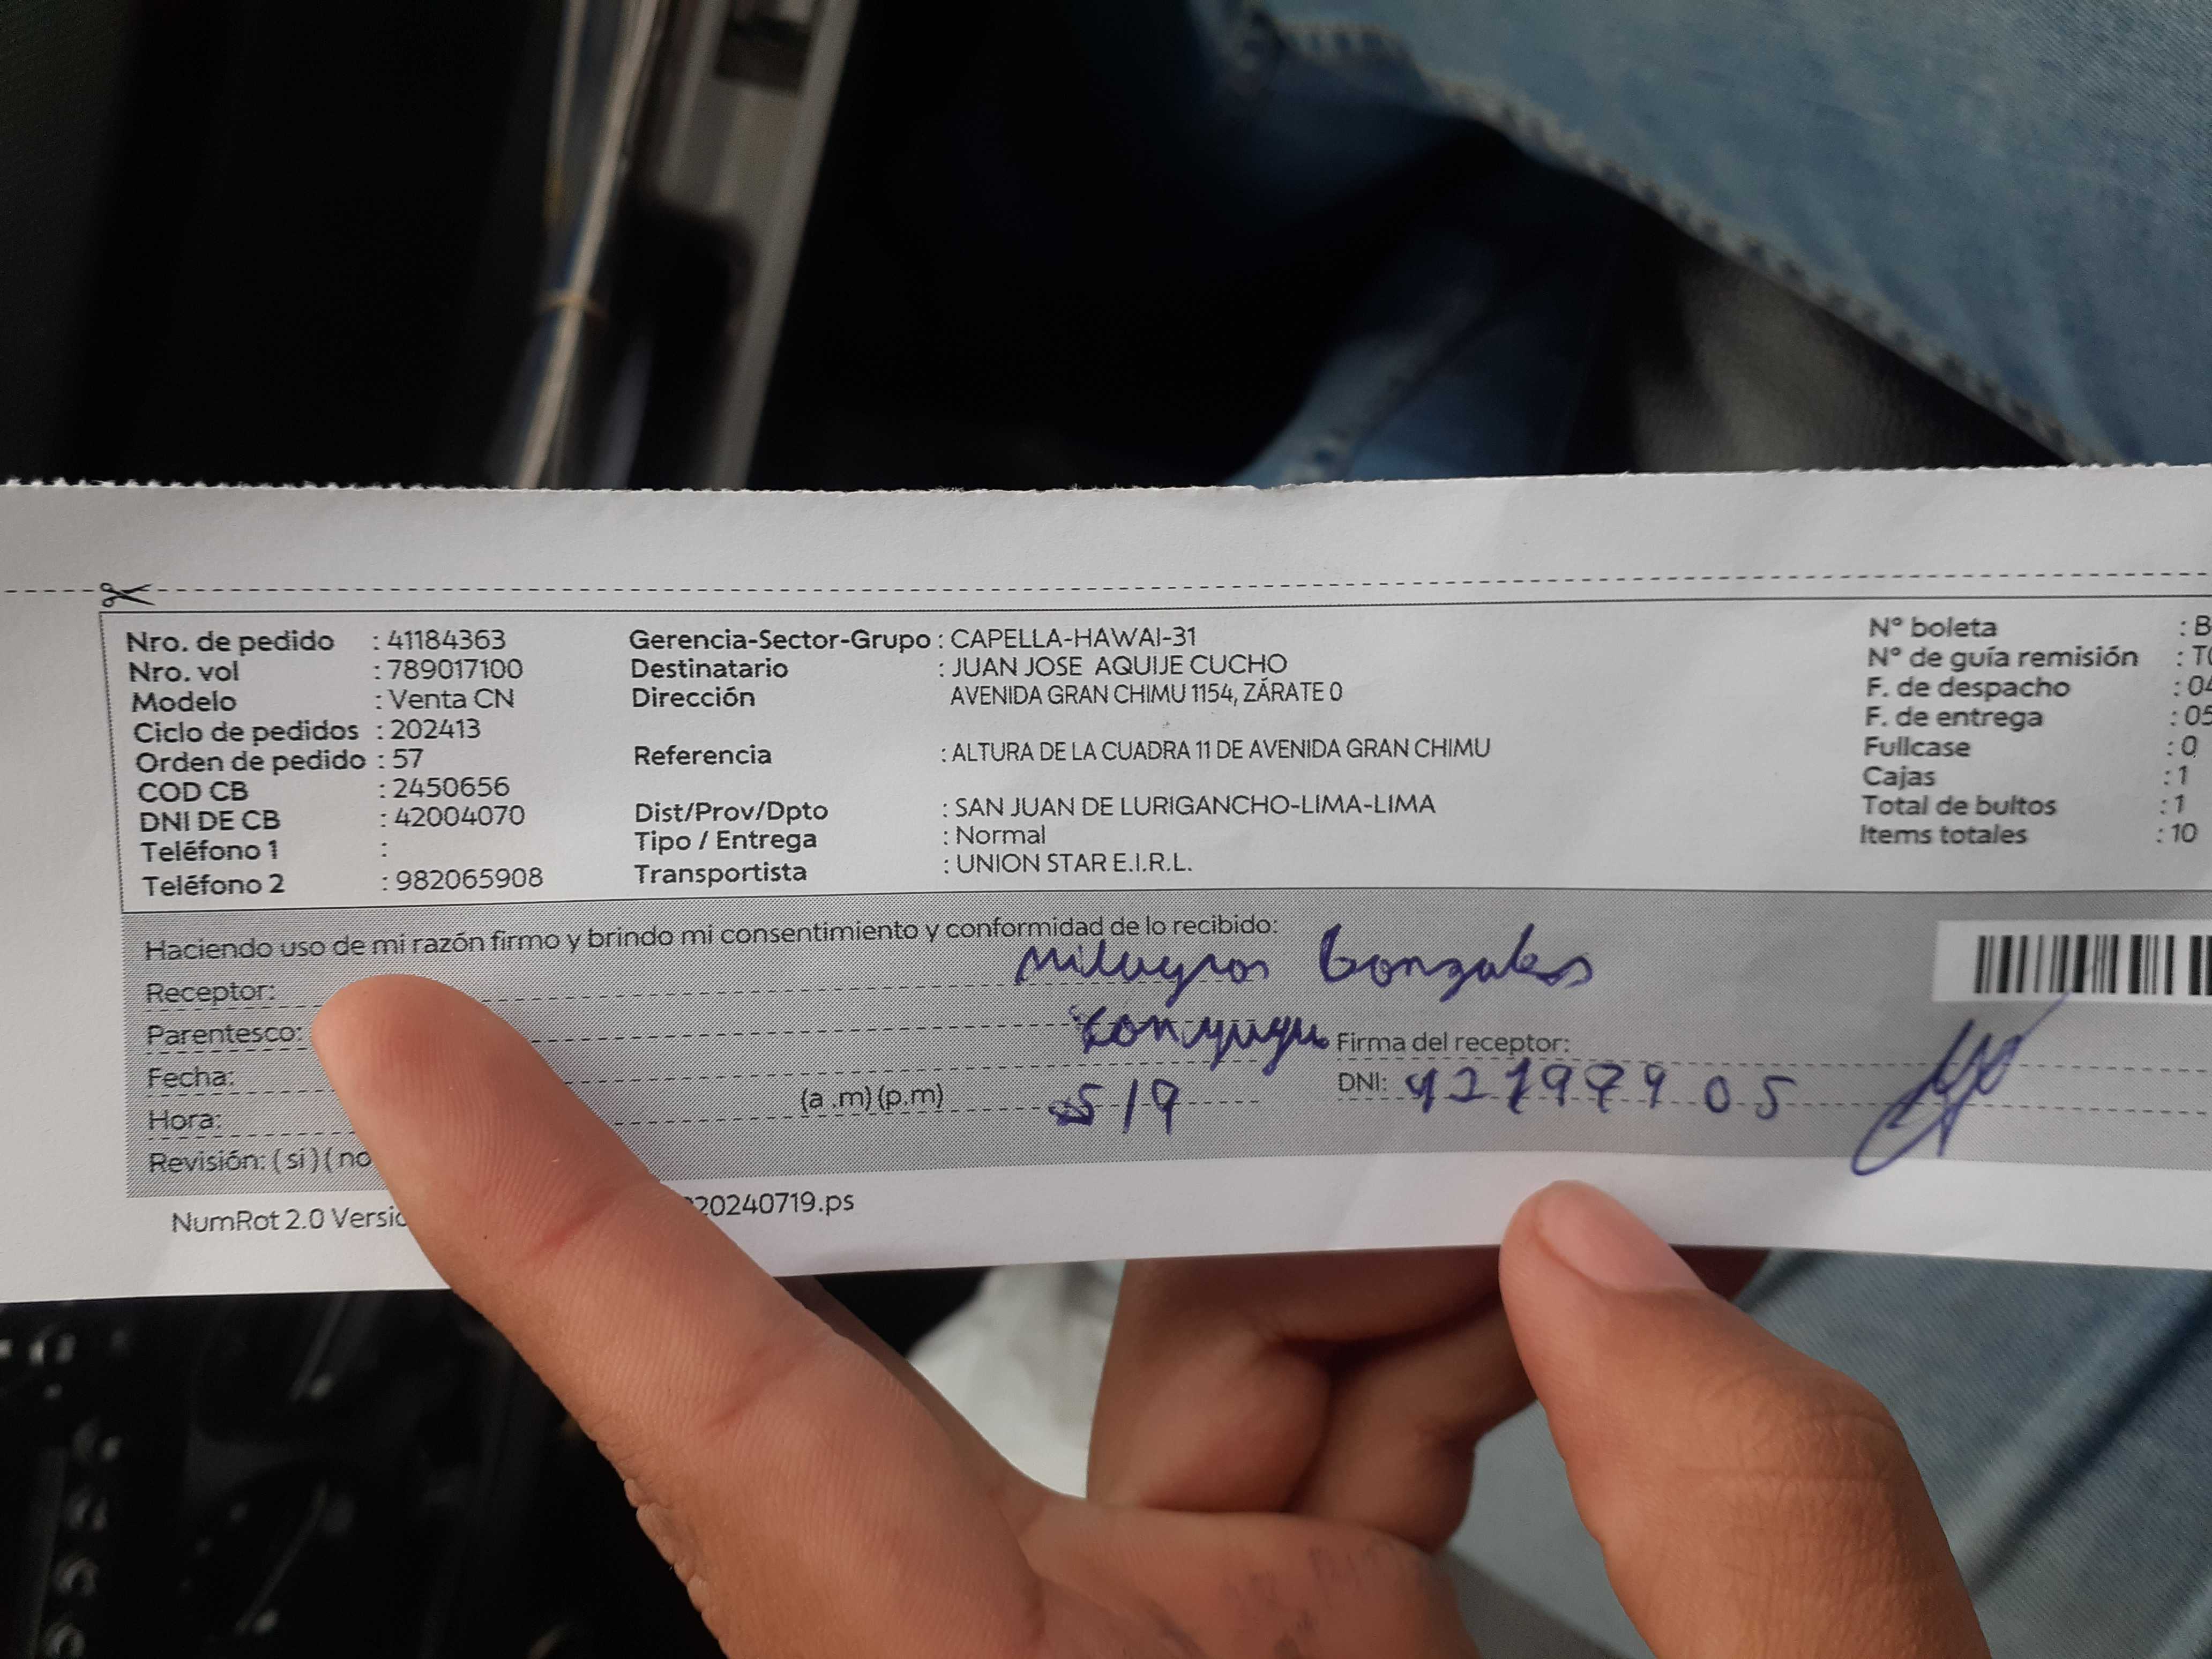 Nro. de pedido : 41184363
Nro. vol : 789017100
Modelo : Venta CN
Ciclo de pedidos : 202413
Orden de pedido : 57
COD CB : 2450656
DNI DE CB : 42004070
Teléfono 1 :
Teléfono 2 : 982065908
Gerencia-Sector-Grupo : CAPELLA-HAWAI-31
Destinatario : JUAN JOSE AQUIJE CUCHO
Dirección AVENIDA GRAN CHIMU 1154, ZÁRATE 0
Referencia : ALTURA DE LA CUADRA 11 DE AVENIDA GRAN CHIMU
Dist/Prov/Dpto : SAN JUAN DE LURIGANCHO-LIMA-LIMA
Tipo / Entrega : Normal
Transportista : UNION STAR E.I.R.L.
N° boleta : B
N° de guía remisión :
F. de despacho : 04
F. de entrega : 05
Fullcase : 0
Cajas : 1
Total de bultos : 1
Items totales : 10
Haciendo uso de mi razón firmo y brindo mi consentimiento y conformidad de lo recibido:
Receptor: Milagros Gonzales
Parentesco: Conyugu
Firma del receptor:
Fecha: 5/9
DNI:
Hora: (a .m) (p.m)
Revisión: ( si ) ( no
NumRot 2.0 20240719.ps